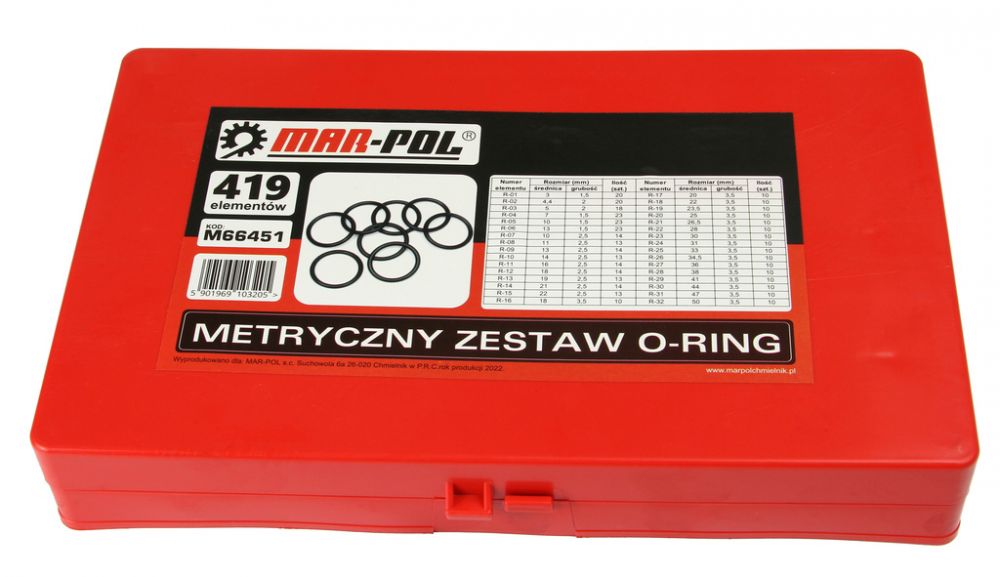 MAR-POL®
419
elementów
KOD:
M66451
5 901969 103205 >
Numer elementu Rozmiar (mm) średnica grubość Ilość (szt.) Numer elementu Rozmiar (mm) średnica grubość Ilość (szt.)
R-01 3 1,5 20 R-17 20 3,5 10
R-02 4,4 2 20 R-18 22 3,5 10
R-03 5 2 18 R-19 23,5 3,5 10
R-04 7 1,5 23 R-20 25 3,5 10
R-05 10 1,5 23 R-21 26,5 3,5 10
R-06 13 1,5 23 R-22 28 3,5 10
R-07 10 2,5 14 R-23 30 3,5 10
R-08 11 2,5 13 R-24 31 3,5 10
R-09 13 2,5 14 R-25 33 3,5 10
R-10 14 2,5 13 R-26 34,5 3,5 10
R-11 16 2,5 14 R-27 36 3,5 10
R-12 18 2,5 14 R-28 38 3,5 10
R-13 19 2,5 13 R-29 41 3,5 10
R-14 21 2,5 14 R-30 44 3,5 10
R-15 22 2,5 13 R-31 47 3,5 10
R-16 18 3,5 10 R-32 50 3,5 10
METRYCZNY ZESTAW O-RING
Wyprodukowano dla: MAR-POL s.c. Suchowola 6a 26-020 Chmielnik w P.R.C.rok produkcji 2022.
www.marpolchmielnik.pl